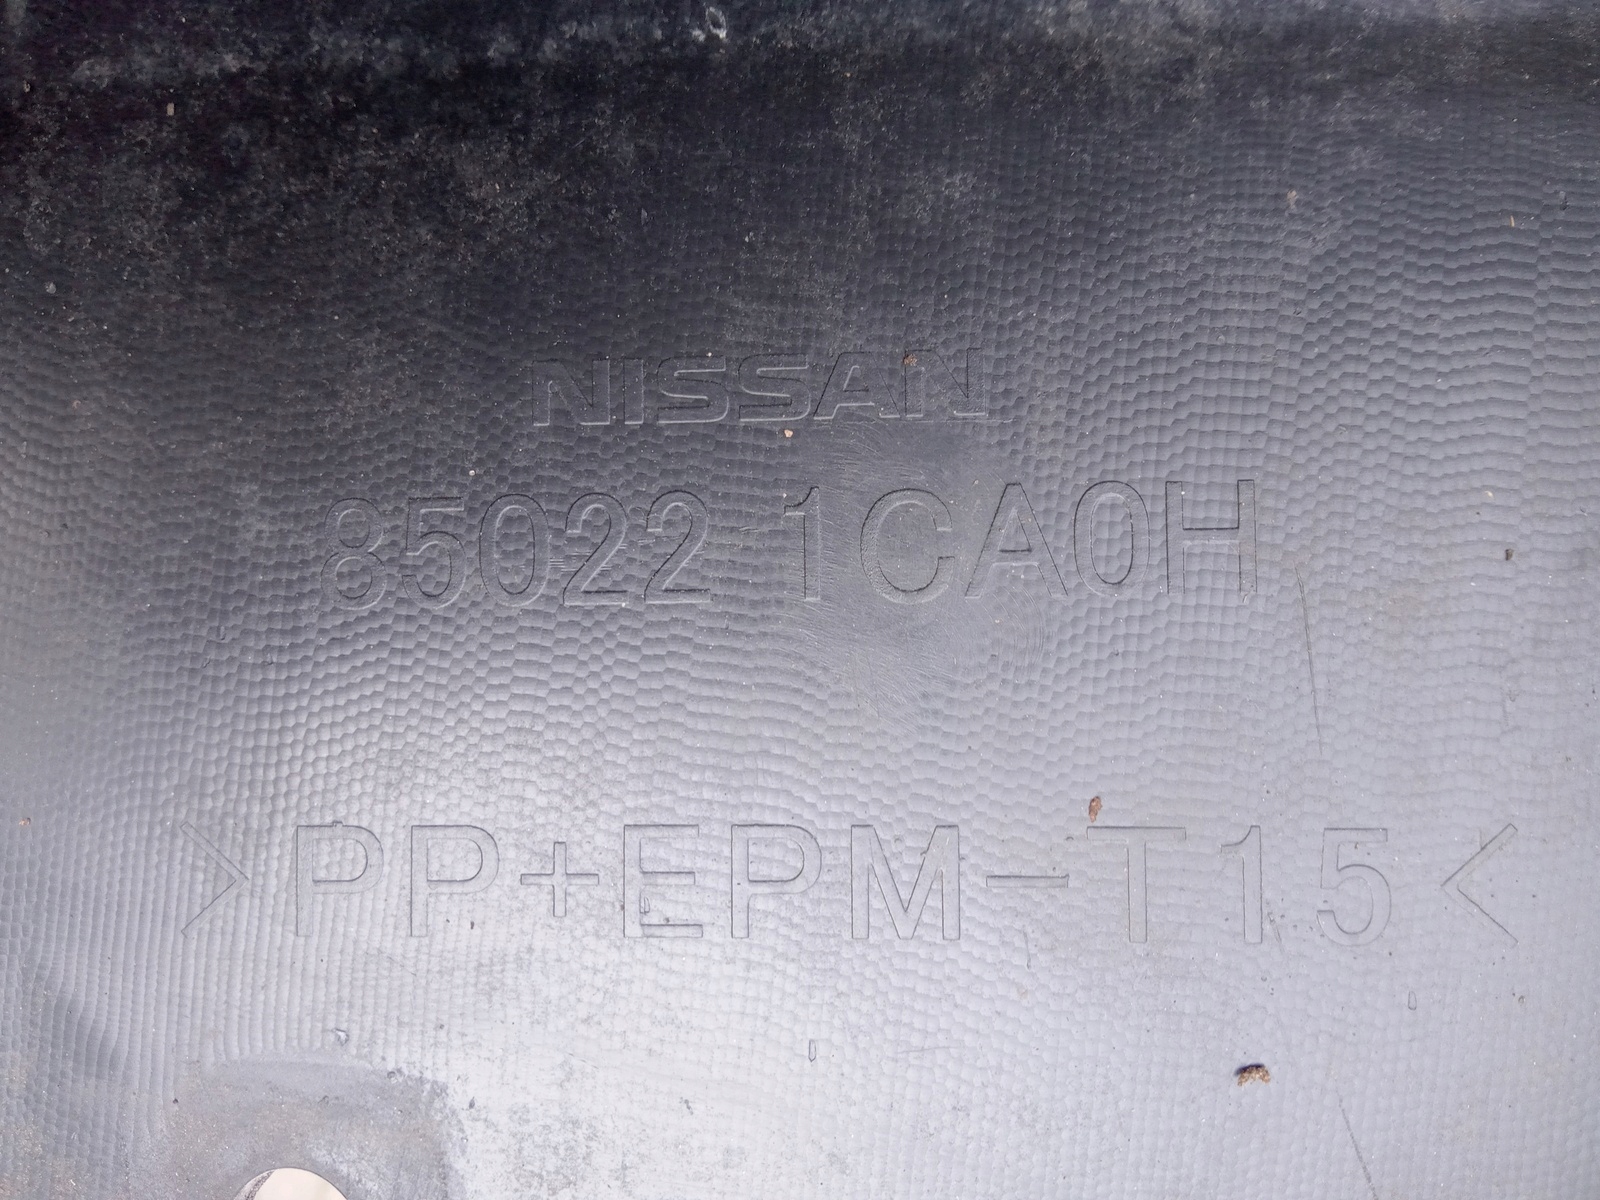 NISSAN
85022 1CA0H
>PP+EPM-T15<